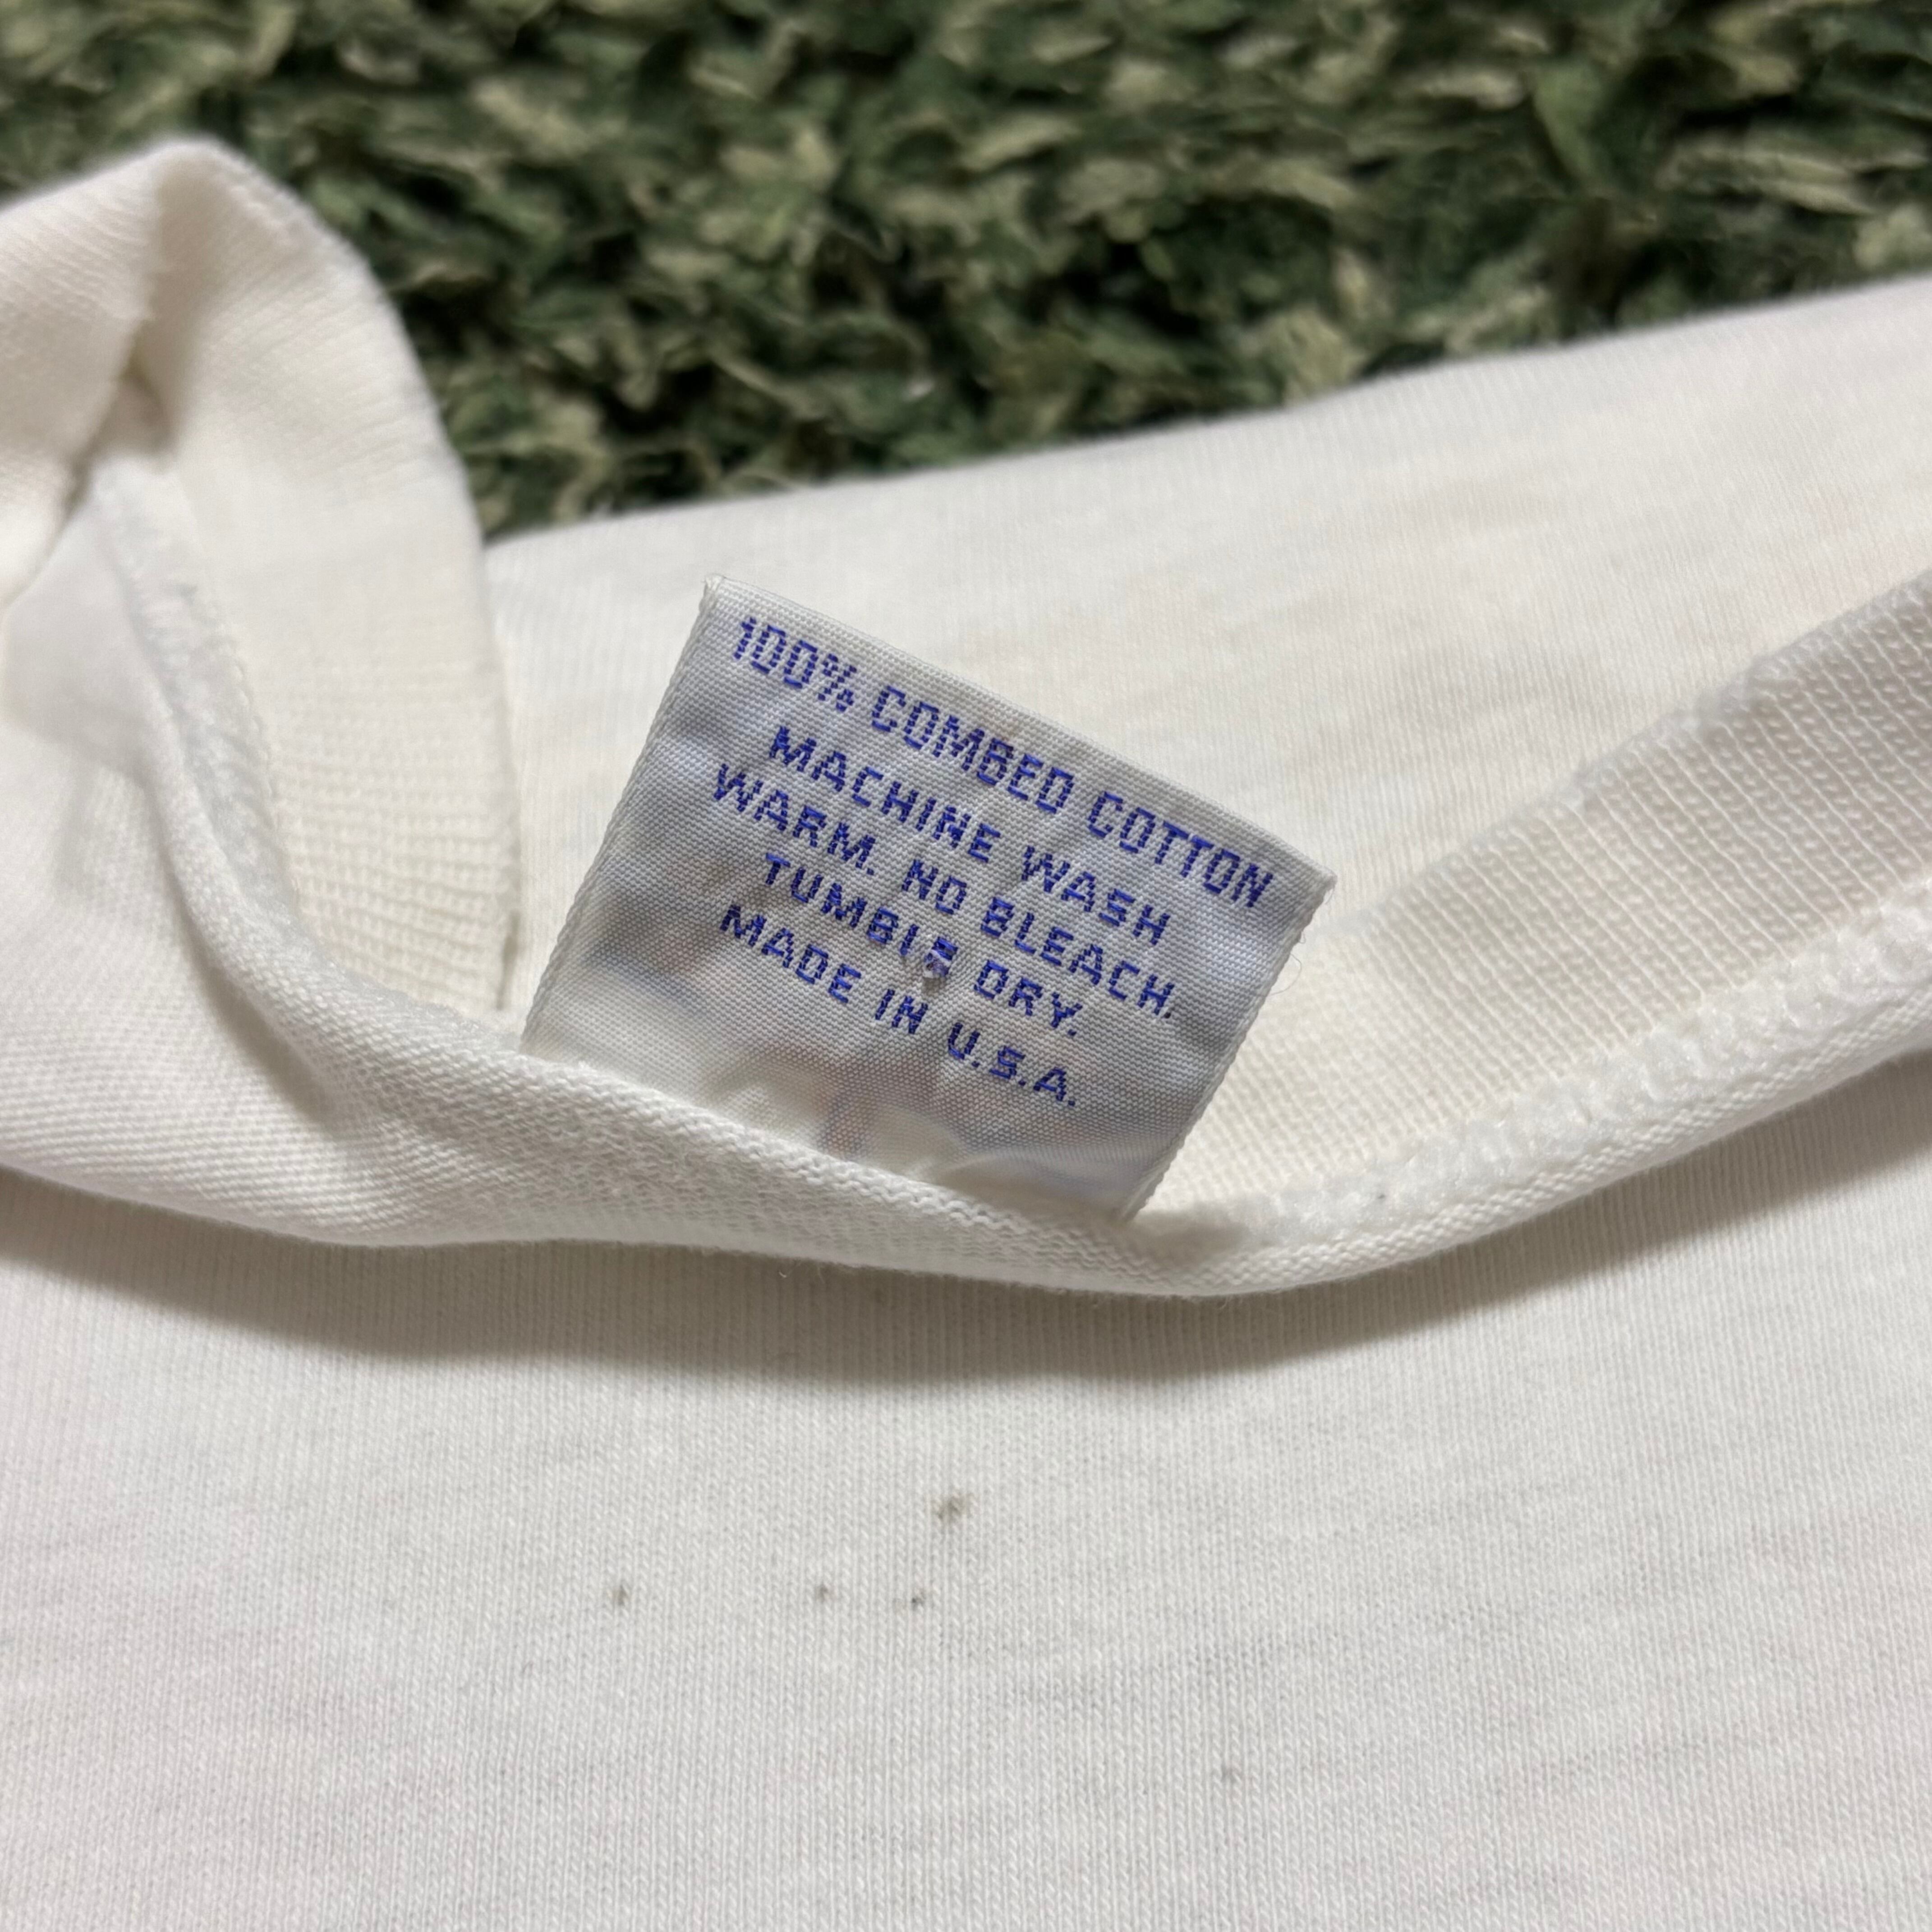 100% COMBED COTTON
MACHINE WASH
WARM. NO BLEACH.
TUMBLE DRY.
MADE IN U.S.A.